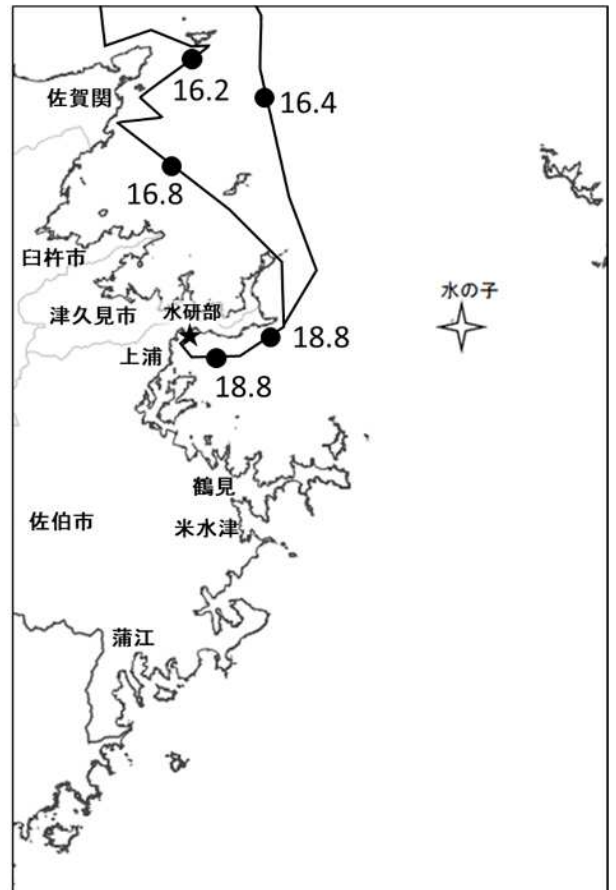 佐賀関
16.2
16.4
16.8
臼杵市
水の子
津久見市
水研部
上浦
18.8
18.8
鶴見
佐伯市
米水津
蒲江